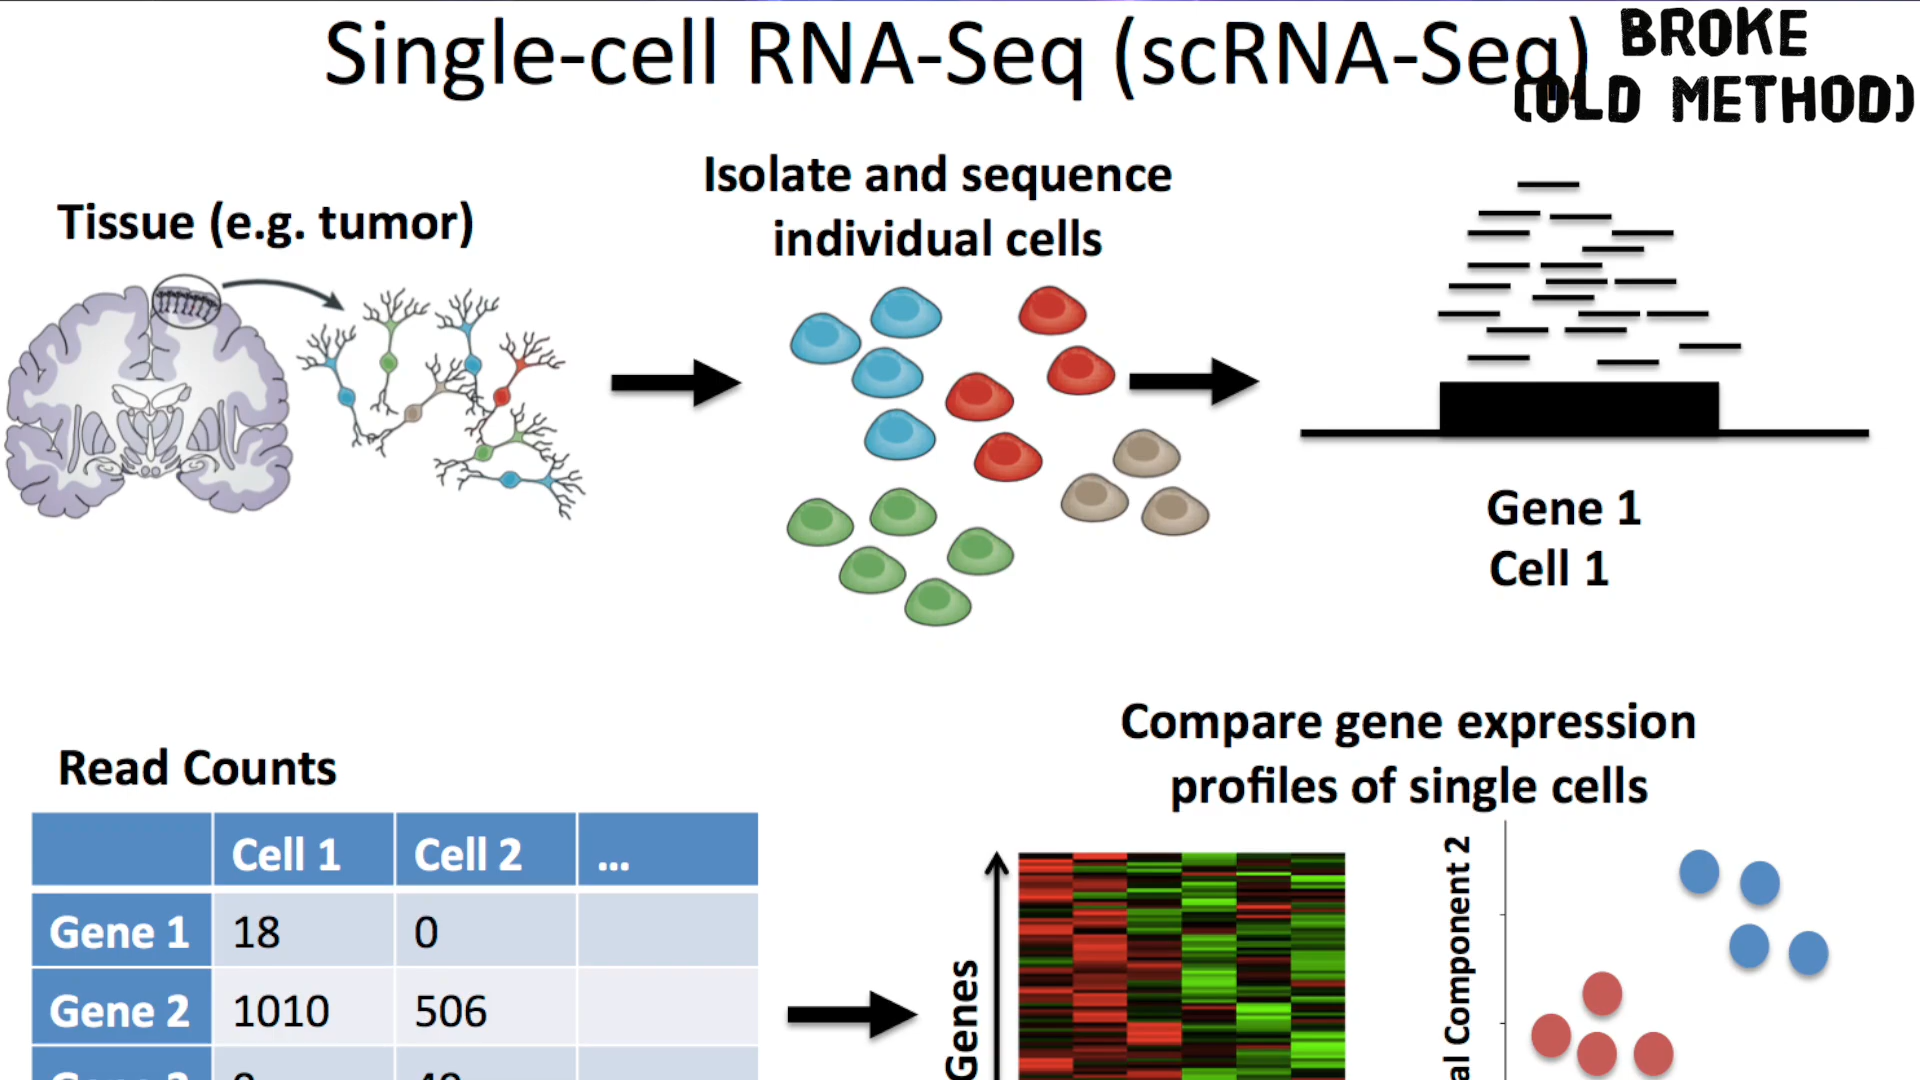 Single-cell RNA-Seq (scRNA-Seq)
BROKE
(OLD METHOD)
Tissue (e.g. tumor)
Isolate and sequence
individual cells
Gene 1
Cell 1
Read Counts
Cell 1 Cell 2 ...
Gene 1 18 0
Gene 2 1010 506
Compare gene expression
profiles of single cells
Genes
Component 2